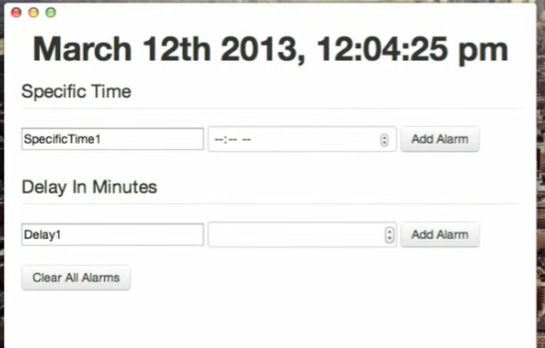 March 12th 2013, 12:04:25 pm
Specific Time
SpecificTime1 --:-- -- Add Alarm
Delay In Minutes
Delay1 Add Alarm
Clear All Alarms